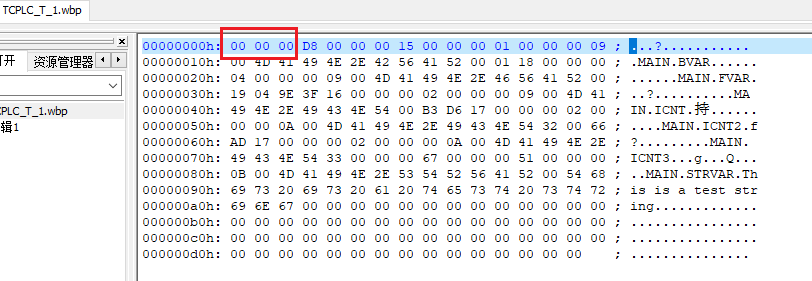 TCPLC_T_1.wbp
打开 资源管理器
PLC_T_1.wbp
辑1
00000000h: 00 00 00 D8 00 00 00 15 00 00 00 01 00 00 00 09 ; ...?...........
00000010h: 00 4D 41 49 4E 2E 42 56 41 52 00 01 18 00 00 00 ; .MAIN.BVAR......
00000020h: 04 00 00 00 09 00 4D 41 49 4E 2E 46 56 41 52 00 ; ......MAIN.FVAR.
00000030h: 19 04 9E 3F 16 00 00 00 02 00 00 00 09 00 4D 41 ; ..?..........MA
00000040h: 49 4E 2E 49 43 4E 54 00 B3 D6 17 00 00 00 02 00 ; IN.ICNT.持......
00000050h: 00 00 0A 00 4D 41 49 4E 2E 49 43 4E 54 32 00 66 ; ....MAIN.ICNT2.f
00000060h: AD 17 00 00 00 02 00 00 00 0A 00 4D 41 49 4E 2E ; ?.........MAIN.
00000070h: 49 43 4E 54 33 00 00 00 67 00 00 00 51 00 00 00 ; ICNT3...g...Q...
00000080h: 0B 00 4D 41 49 4E 2E 53 54 52 56 41 52 00 54 68 ; ..MAIN.STRVAR.Th
00000090h: 69 73 20 69 73 20 61 20 74 65 73 74 20 73 74 72 ; is is a test str
000000a0h: 69 6E 67 00 00 00 00 00 00 00 00 00 00 00 00 00 ; ing.............
000000b0h: 00 00 00 00 00 00 00 00 00 00 00 00 00 00 00 00 ; ................
000000c0h: 00 00 00 00 00 00 00 00 00 00 00 00 00 00 00 00 ; ................
000000d0h: 00 00 00 00 00 00 00 00 00 00 00 00 00 00 00 ; ...............